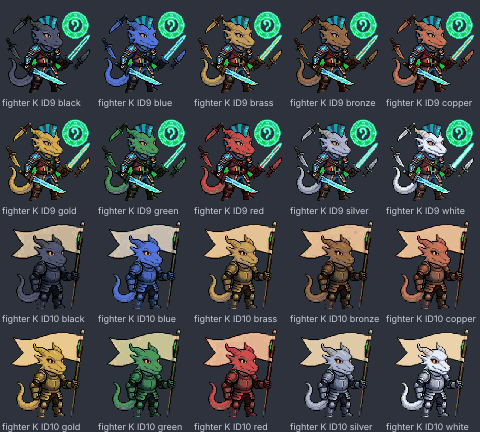 ?
?
?
?
?
fighter K ID9 black
fighter K ID9 blue
fighter K ID9 brass
fighter K ID9 bronze
fighter K ID9 copper
?
?
?
?
?
fighter K ID9 gold
fighter K ID9 green
fighter K ID9 red
fighter K ID9 silver
fighter K ID9 white
fighter K ID10 black
fighter K ID10 blue
fighter K ID10 brass
fighter K ID10 bronze
fighter K ID10 copper
fighter K ID10 gold
fighter K ID10 green
fighter K ID10 red
fighter K ID10 silver
fighter K ID10 white